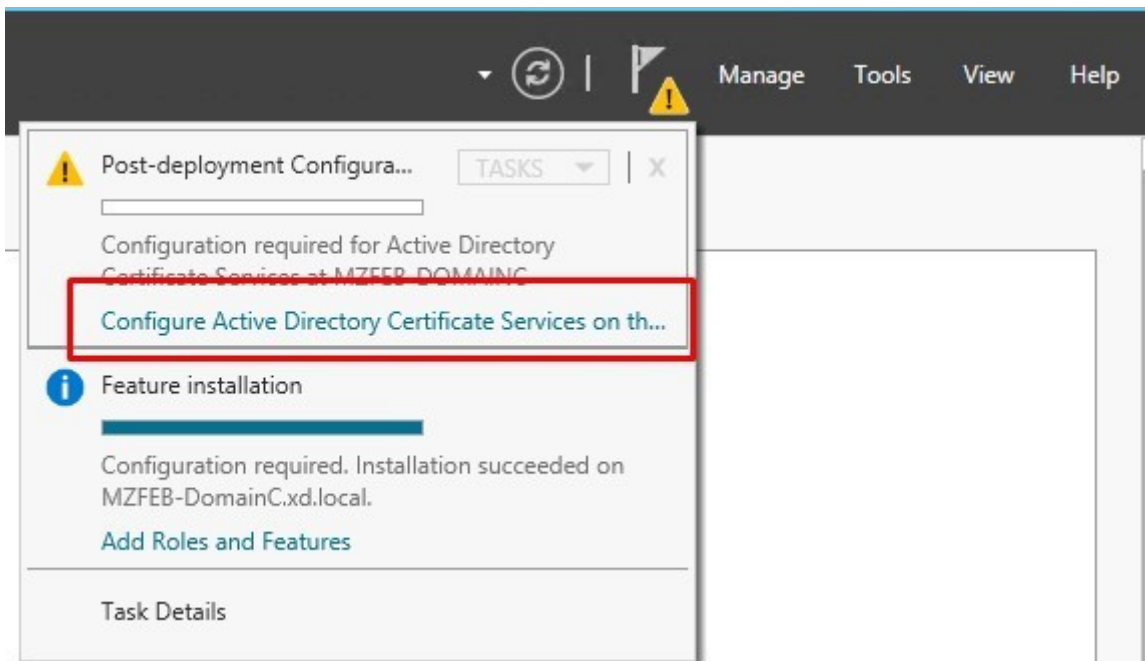 Manage Tools View Help
Post-deployment Configura... TASKS X
Configuration required for Active Directory
Certificate Services at MZFEB-DOMAINC
Configure Active Directory Certificate Services on th...
Feature installation
Configuration required. Installation succeeded on
MZFEB-DomainC.xd.local.
Add Roles and Features
Task Details